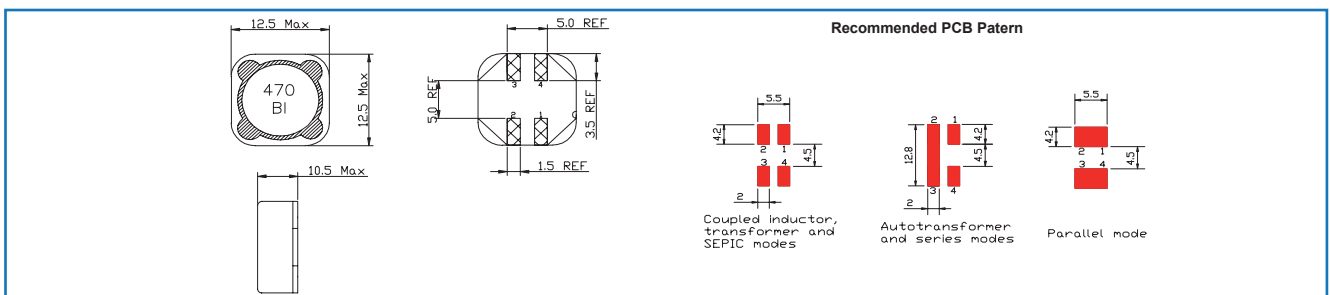 12.5 Max
470
BI
12.5 Max
10.5 Max
5.0 REF
3 4
5.0 REF
2 1
3.5 REF
1.5 REF
Recommended PCB Patern
5.5
4.2
2 1
4.5
3 4
2
Coupled inductor,
transformer and
SEPIC modes
2 1
4.2
12.8
4.5
3 4
2
Autotransformer
and series modes
5.5
4.2
2 1
4.5
3 4
Parallel mode